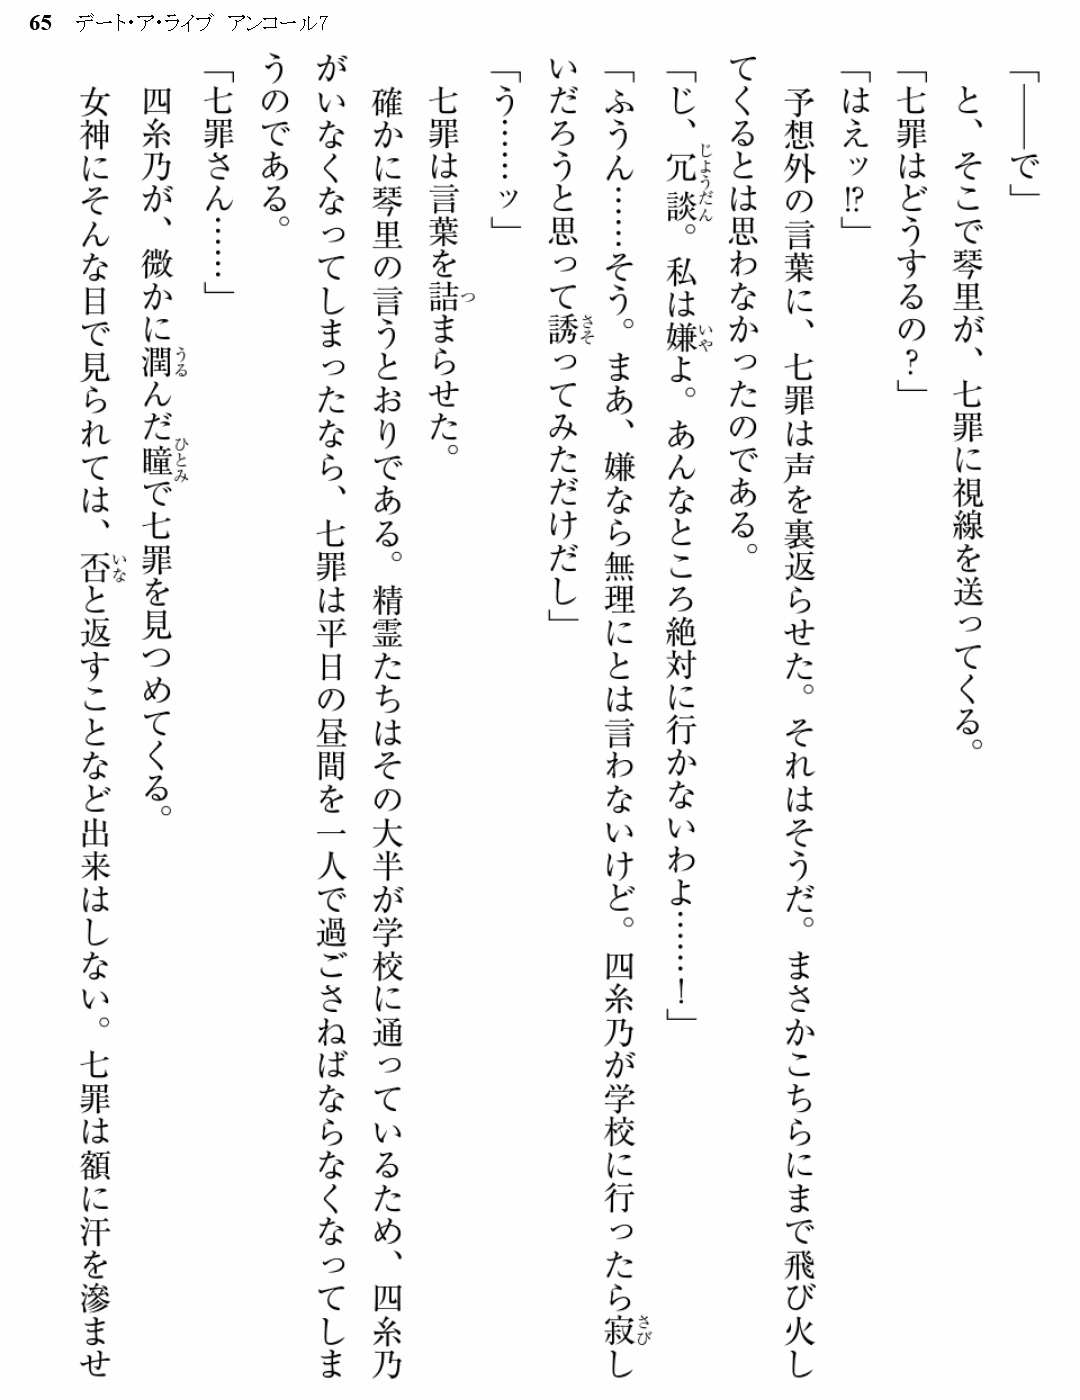 65 デート・ア・ライブ アンコール7
「――で」
と、そこで琴里が、七罪に視線を送ってくる。
「七罪はどうするの？」
「はえッ!?」
予想外の言葉に、七罪は声を裏返らせた。それはそうだ。まさかこちらにまで飛び火し
てくるとは思わなかったのである。
「じ、冗談。私は嫌よ。あんなところ絶対に行かないわよ……！」
「ふうん……そう。まあ、嫌なら無理にとは言わないけど。四糸乃が学校に行ったら寂し
いだろうと思って誘ってみただけだし」
「う……ッ」
七罪は言葉を詰まらせた。
確かに琴里の言うとおりである。精霊たちはその大半が学校に通っているため、四糸乃
がいなくなってしまったなら、七罪は平日の昼間を一人で過ごさねばならなくなってしま
うのである。
「七罪さん……」
四糸乃が、微かに潤んだ瞳で七罪を見つめてくる。
女神にそんな目で見られては、否と返すことなど出来はしない。七罪は額に汗を滲ませ